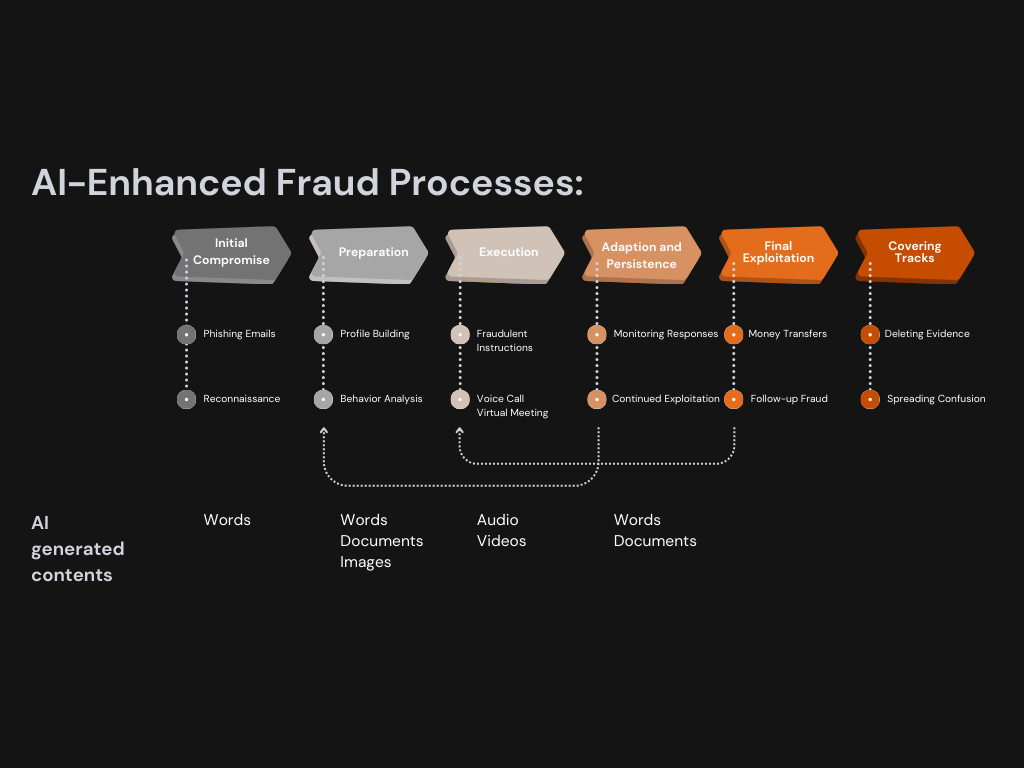 AI-Enhanced Fraud Processes:
Initial
Compromise
Preparation
Execution
Adaption and
Persistence
Final
Exploitation
Covering
Tracks
Phishing Emails
Profile Building
Fraudulent
Instructions
Monitoring Responses
Money Transfers
Deleting Evidence
Reconnaissance
Behavior Analysis
Voice Call
Virtual Meeting
Continued Exploitation
Follow-up Fraud
Spreading Confusion
AI
generated
contents
Words
Words
Documents
Images
Audio
Videos
Words
Documents